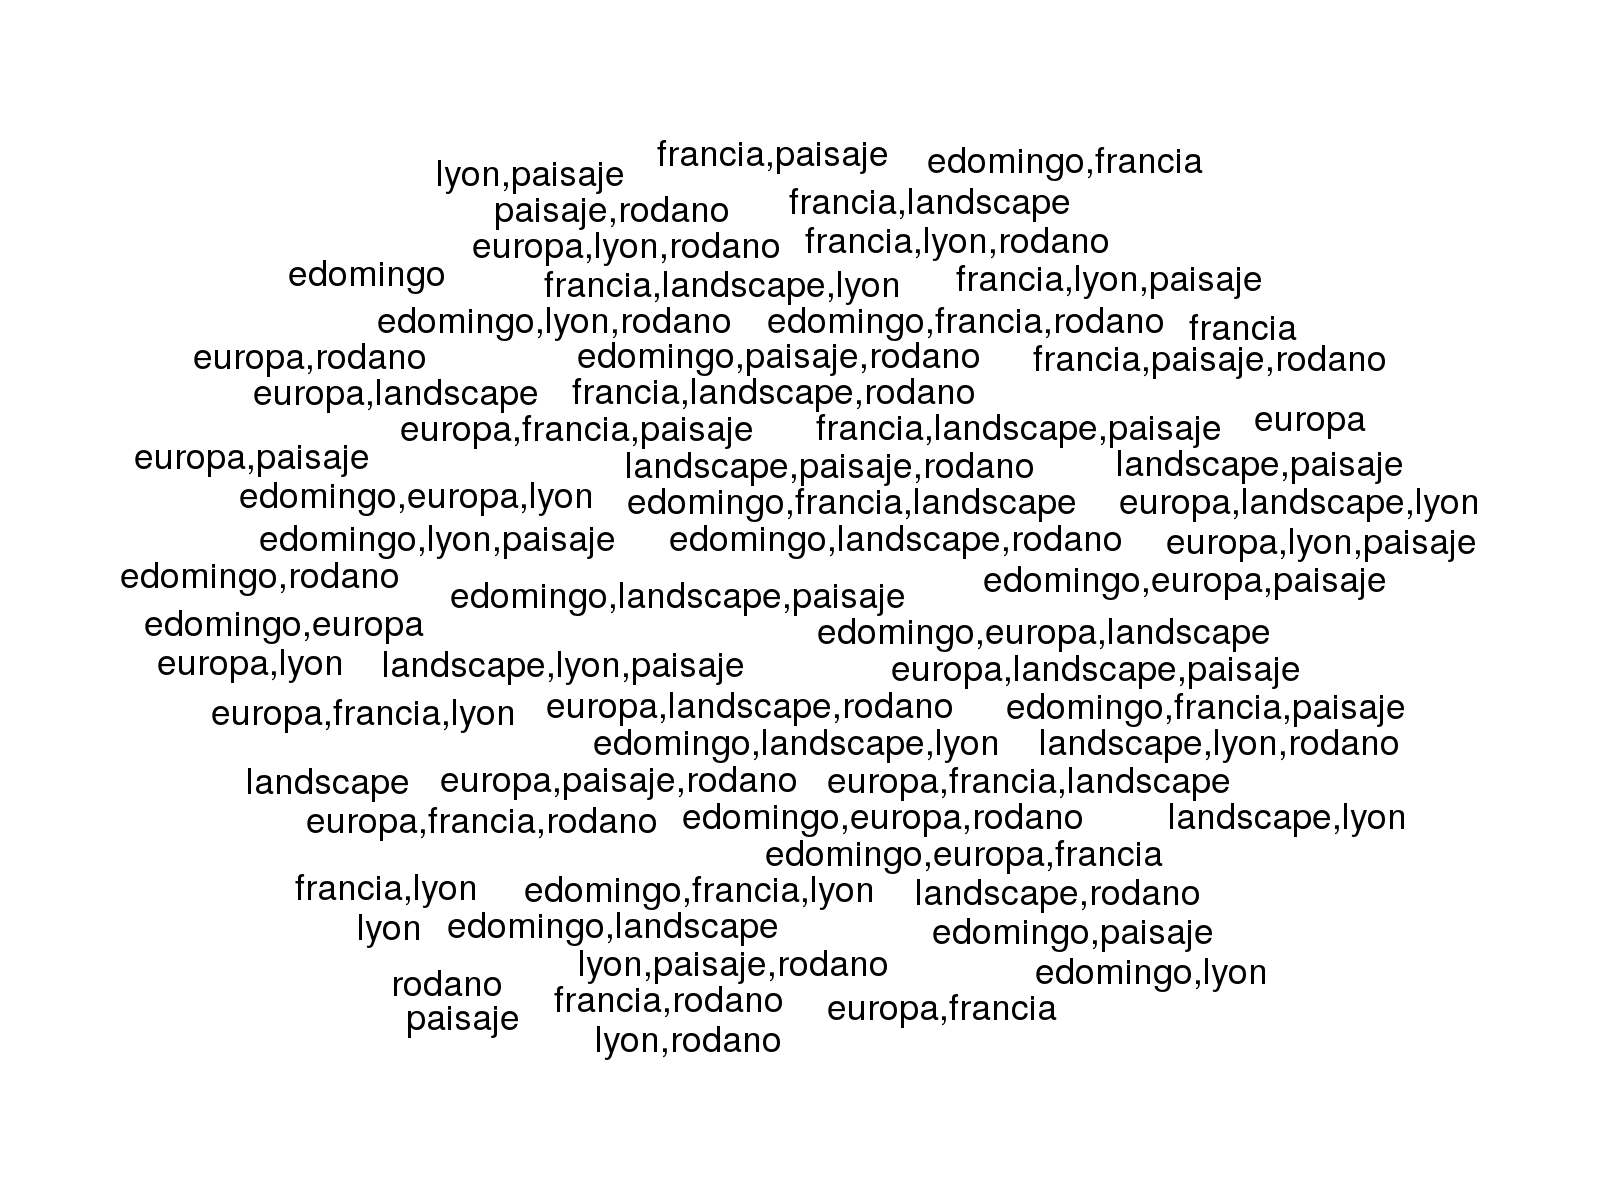 francia,paisaje
lyon,paisaje
edomingo,francia
paisaje,rodano
francia,landscape
europa,lyon,rodano
francia,lyon,rodano
edomingo
francia,landscape,lyon
francia,lyon,paisaje
edomingo,lyon,rodano
edomingo,francia,rodano
francia
europa,rodano
edomingo,paisaje,rodano
francia,paisaje,rodano
europa,landscape
francia,landscape,rodano
europa,francia,paisaje
francia,landscape,paisaje
europa
europa,paisaje
landscape,paisaje,rodano
landscape,paisaje
edomingo,europa,lyon
edomingo,francia,landscape
europa,landscape,lyon
edomingo,lyon,paisaje
edomingo,landscape,rodano
europa,lyon,paisaje
edomingo,rodano
edomingo,landscape,paisaje
edomingo,europa,paisaje
edomingo,europa
edomingo,europa,landscape
europa,lyon
landscape,lyon,paisaje
europa,landscape,paisaje
europa,francia,lyon
europa,landscape,rodano
edomingo,francia,paisaje
edomingo,landscape,lyon
landscape,lyon,rodano
landscape
europa,paisaje,rodano
europa,francia,landscape
europa,francia,rodano
edomingo,europa,rodano
landscape,lyon
edomingo,europa,francia
francia,lyon
edomingo,francia,lyon
landscape,rodano
lyon
edomingo,landscape
edomingo,paisaje
lyon,paisaje,rodano
edomingo,lyon
rodano
francia,rodano
europa,francia
paisaje
lyon,rodano